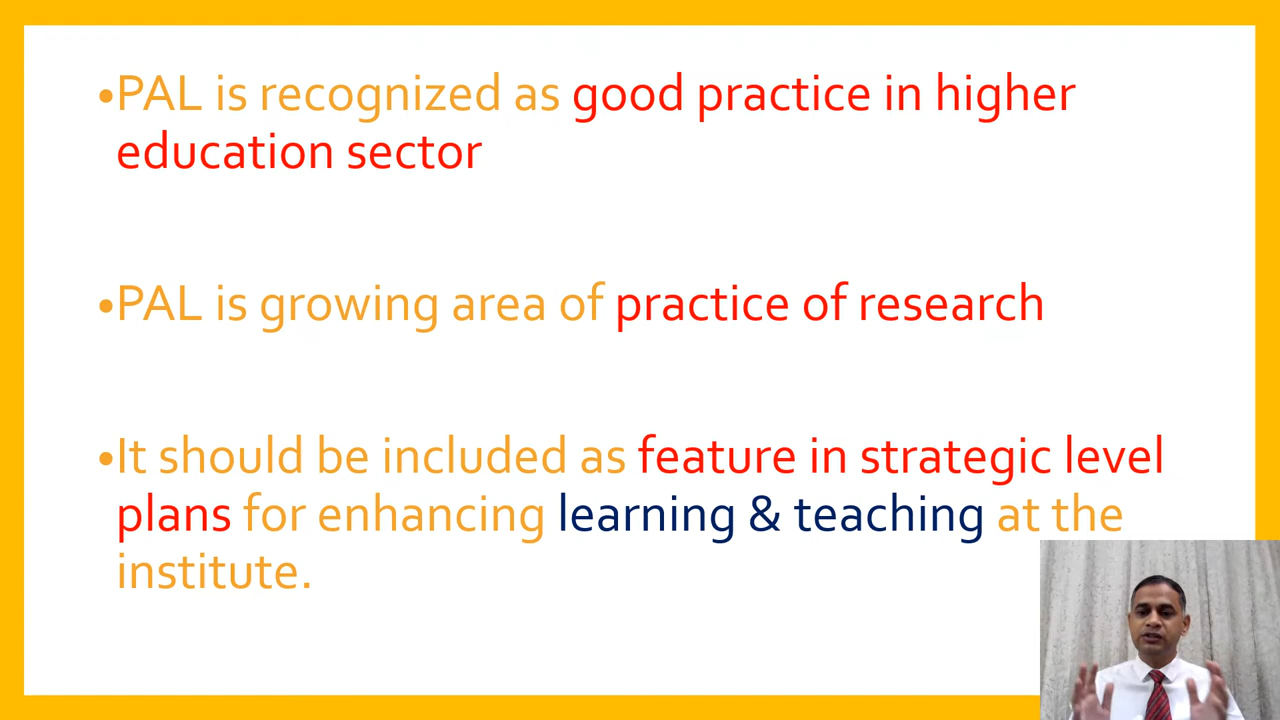 •PAL is recognized as good practice in higher
education sector
•PAL is growing area of practice of research
•It should be included as feature in strategic level
plans for enhancing learning & teaching at the
institute.